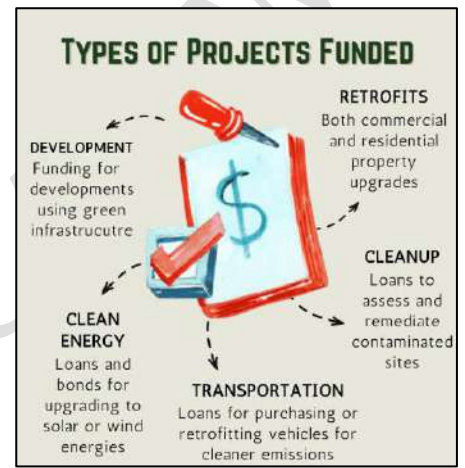 TYPES OF PROJECTS FUNDED
RETROFITS
Both commercial
and residential
property
upgrades
DEVELOPMENT
Funding for
developments
using green
infrastrucutre
$
CLEANUP
Loans to
assess and
remediate
contaminated
sites
CLEAN
ENERGY
Loans and
bonds for
upgrading to
solar or wind
energies
TRANSPORTATION
Loans for purchasing or
retrofitting vehicles for
cleaner emissions